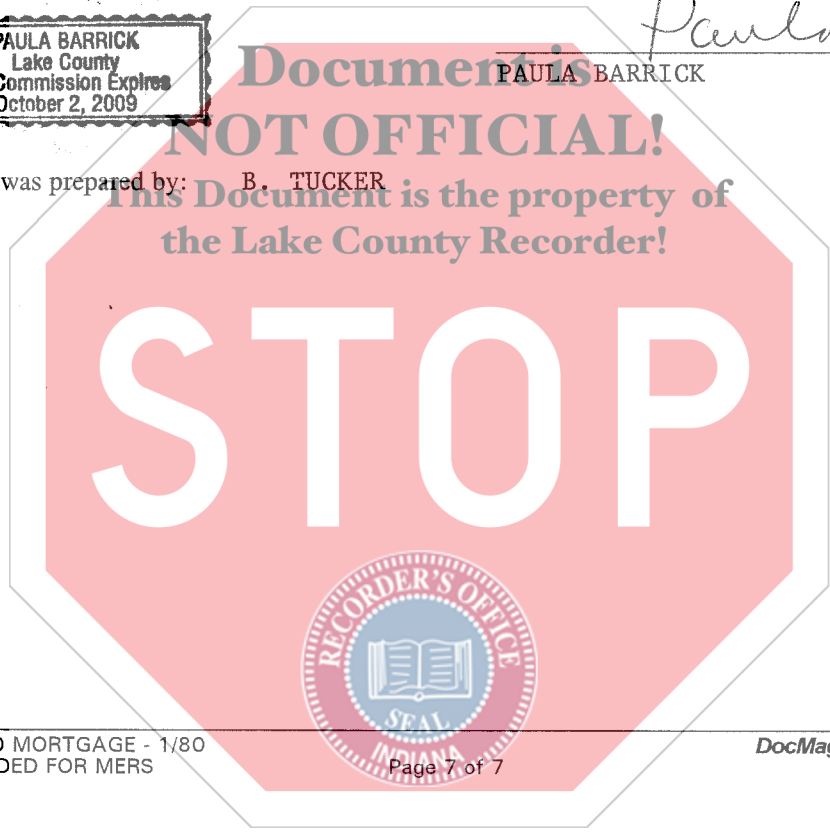 PAULA BARRICK
Lake County
Commission Expires
October 2, 2009
Paula
PAULA BARRICK
Document is
NOT OFFICIAL!
was prepared by: B. TUCKER
This Document is the property of
the Lake County Recorder!
STOP
RECORDER'S OFFICE
SEAL
INDIANA
MORTGAGE - 1/80
DED FOR MERS
Page 7 of 7
DocMag